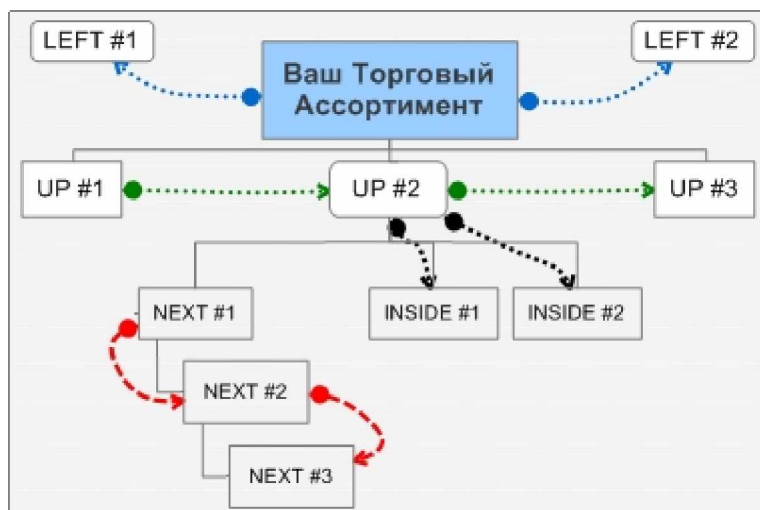 LEFT #1
LEFT #2
Ваш Торговый
Ассортимент
UP #1
UP #2
UP #3
NEXT #1
INSIDE #1
INSIDE #2
NEXT #2
NEXT #3